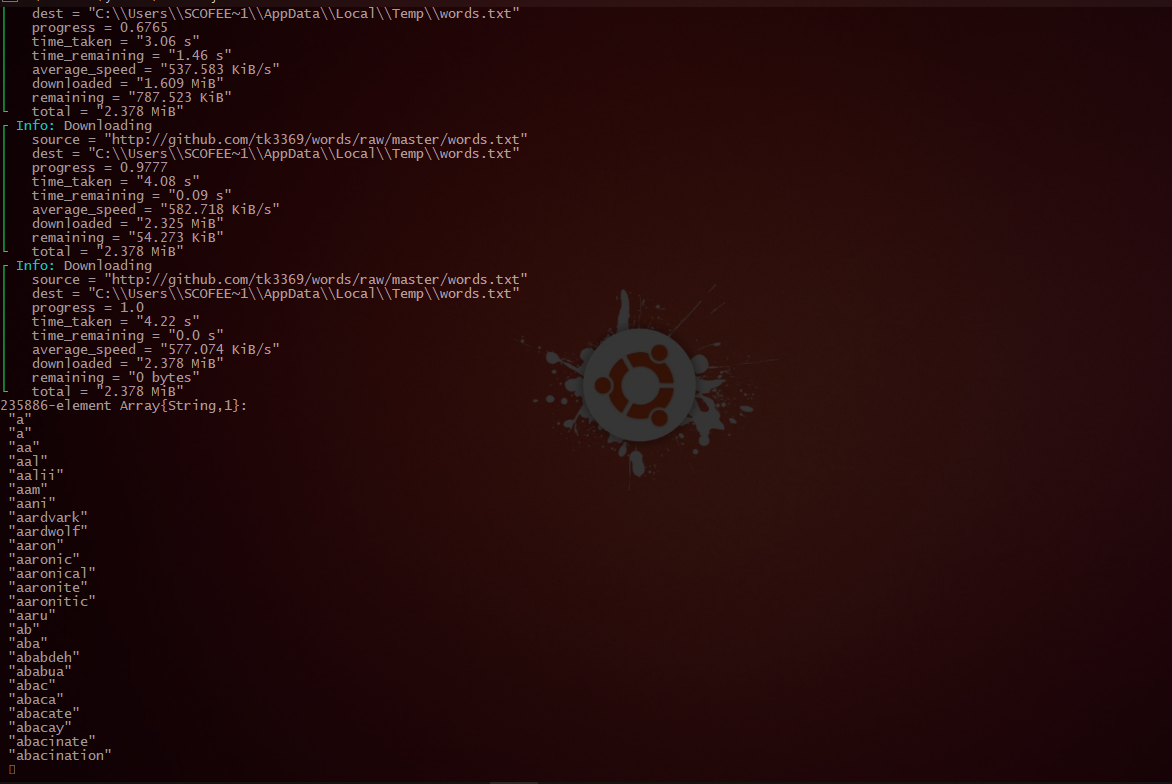 dest = "C:\\Users\\SCOFEE~1\\AppData\\Local\\Temp\\words.txt"
progress = 0.6765
time_taken = "3.06 s"
time_remaining = "1.46 s"
average_speed = "537.583 KiB/s"
downloaded = "1.609 MiB"
remaining = "787.523 KiB"
total = "2.378 MiB"
Info: Downloading
source = "http://github.com/tk3369/words/raw/master/words.txt"
dest = "C:\\Users\\SCOFEE~1\\AppData\\Local\\Temp\\words.txt"
progress = 0.9777
time_taken = "4.08 s"
time_remaining = "0.09 s"
average_speed = "582.718 KiB/s"
downloaded = "2.325 MiB"
remaining = "54.273 KiB"
total = "2.378 MiB"
Info: Downloading
source = "http://github.com/tk3369/words/raw/master/words.txt"
dest = "C:\\Users\\SCOFEE~1\\AppData\\Local\\Temp\\words.txt"
progress = 1.0
time_taken = "4.22 s"
time_remaining = "0.0 s"
average_speed = "577.074 KiB/s"
downloaded = "2.378 MiB"
remaining = "0 bytes"
total = "2.378 MiB"
235886-element Array{String,1}:
"a"
"a"
"aa"
"aal"
"aalii"
"aam"
"aani"
"aardvark"
"aardwolf"
"aaron"
"aaronic"
"aaronical"
"aaronite"
"aaronitic"
"aaru"
"ab"
"aba"
"ababdeh"
"ababua"
"abac"
"abaca"
"abacate"
"abacay"
"abacinate"
"abacination"